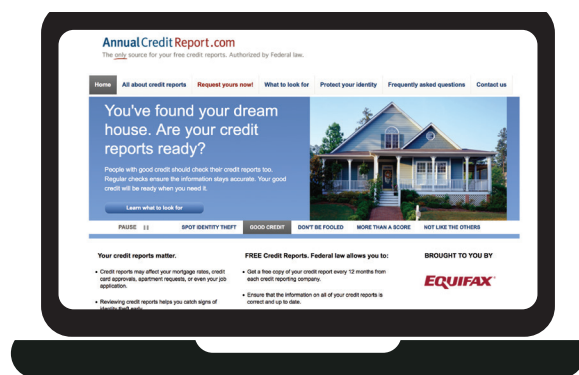 AnnualCreditReport.com
The only source for your free credit reports. Authorized by Federal law.
Home All about credit reports Request yours now! What to look for Protect your identity Frequently asked questions Contact us
You've found your dream
house. Are your credit
reports ready?
People with good credit should check their credit reports too.
Regular checks ensure the information stays accurate. Your good
credit will be ready when you need it.
Learn what to look for
PAUSE SPOT IDENTITY THEFT GOOD CREDIT DON'T BE FOOLED MORE THAN A SCORE NOT LIKE THE OTHERS
Your credit reports matter.
• Credit reports may affect your mortgage rates, credit
card approvals, apartment requests, or even your job
application.
• Reviewing credit reports helps you catch signs of
identity theft early.
FREE Credit Reports. Federal law allows you to:
• Get a free copy of your credit report every 12 months from
each credit reporting company.
• Ensure that the information on all of your credit reports is
correct and up to date.
BROUGHT TO YOU BY
EQUIFAX